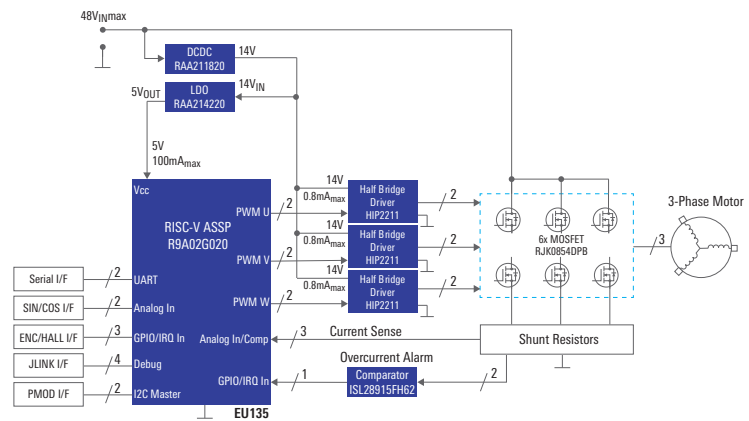 48VINmax
DCDC
RAA211820
14V
LDO
RAA214220
14VIN
5VOUT
5V
100mAmax
Vcc
RISC-V ASSP
R9A02G020
PWM U
2
PWM V
2
PWM W
2
14V
0.8mAmax
Half Bridge
Driver
HIP2211
2
14V
0.8mAmax
Half Bridge
Driver
HIP2211
2
14V
0.8mAmax
Half Bridge
Driver
HIP2211
2
6x MOSFET
RJK0854DPB
3
3-Phase Motor
Serial I/F
2
UART
SIN/COS I/F
2
Analog In
ENC/HALL I/F
3
GPIO/IRQ In
JLINK I/F
4
Debug
PMOD I/F
2
I2C Master
Analog In/Comp
3
Current Sense
Shunt Resistors
Overcurrent Alarm
GPIO/IRQ In
1
Comparator
ISL28915FH62
2
EU135